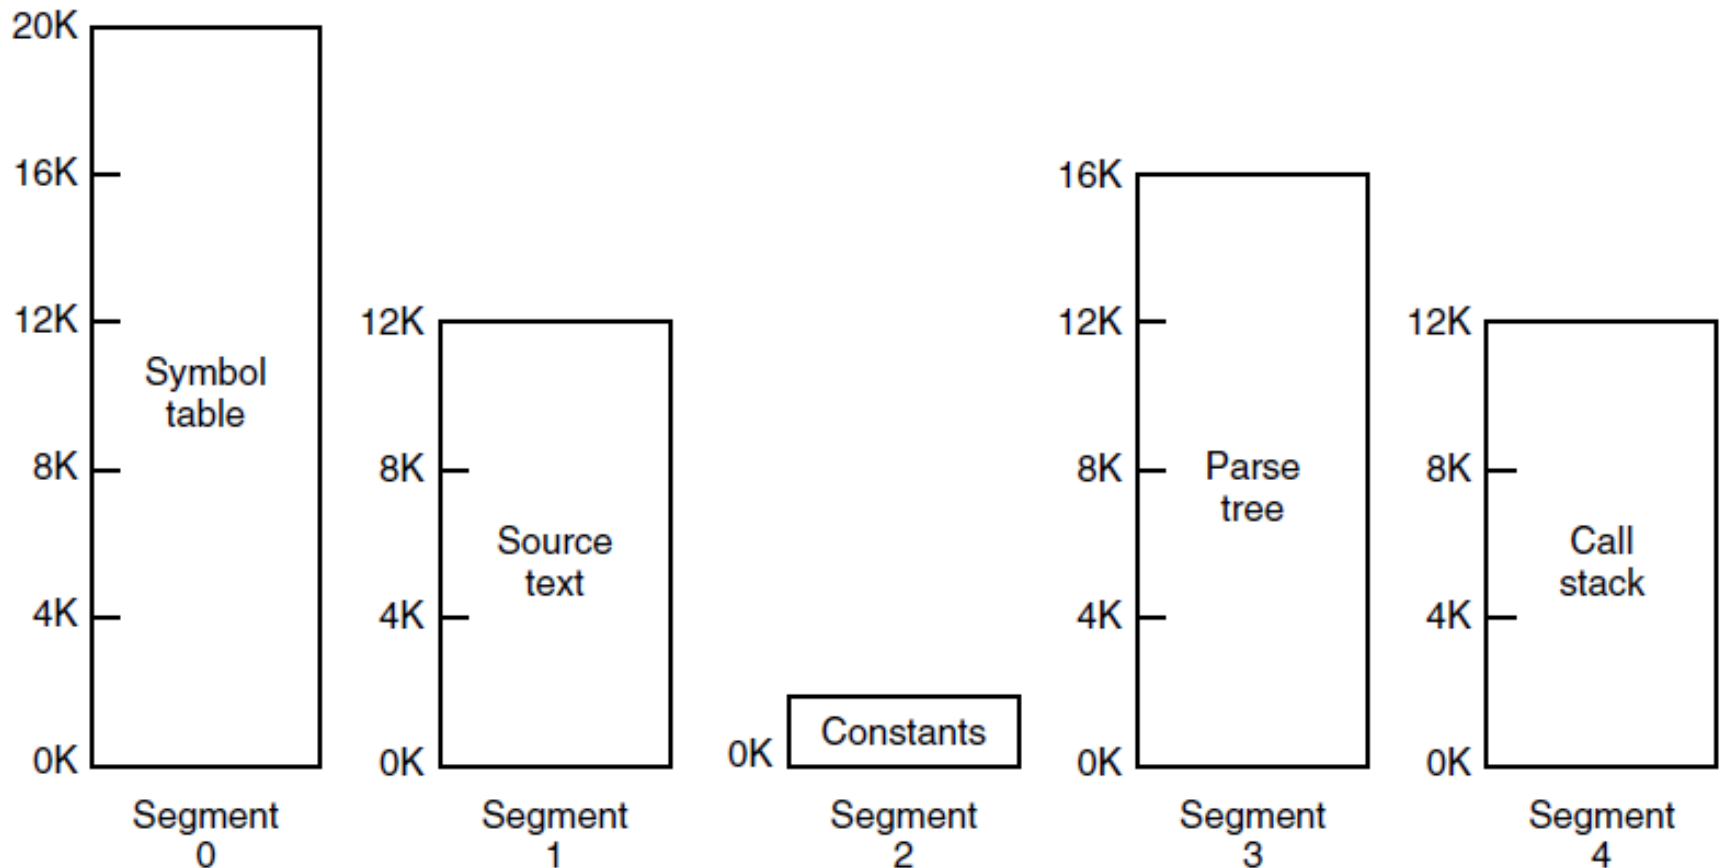 20K
16K
12K
8K
4K
0K
Symbol
table
Segment
0
12K
8K
4K
0K
Source
text
Segment
1
0K
Constants
Segment
2
16K
12K
8K
4K
0K
Parse
tree
Segment
3
12K
8K
4K
0K
Call
stack
Segment
4